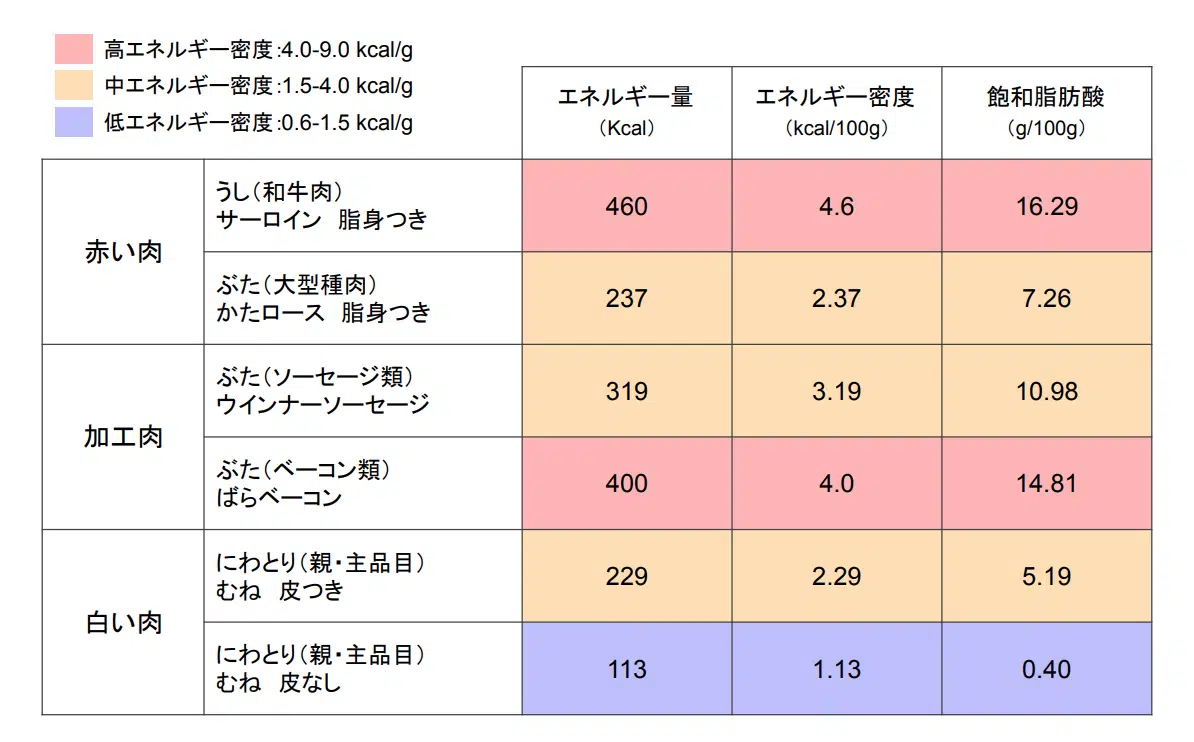 高エネルギー密度:4.0-9.0 kcal/g
中エネルギー密度:1.5-4.0 kcal/g
低エネルギー密度:0.6-1.5 kcal/g
エネルギー量 エネルギー密度 飽和脂肪酸
（Kcal） （kcal/100g） （g/100g）
赤い肉
うし（和牛肉）
サーロイン 脂身つき
460 4.6 16.29
ぶた（大型種肉）
かたロース 脂身つき
237 2.37 7.26
加工肉
ぶた（ソーセージ類）
ウインナーソーセージ
319 3.19 10.98
ぶた（ベーコン類）
ばらベーコン
400 4.0 14.81
白い肉
にわとり（親・主品目）
むね 皮つき
229 2.29 5.19
にわとり（親・主品目）
むね 皮なし
113 1.13 0.40